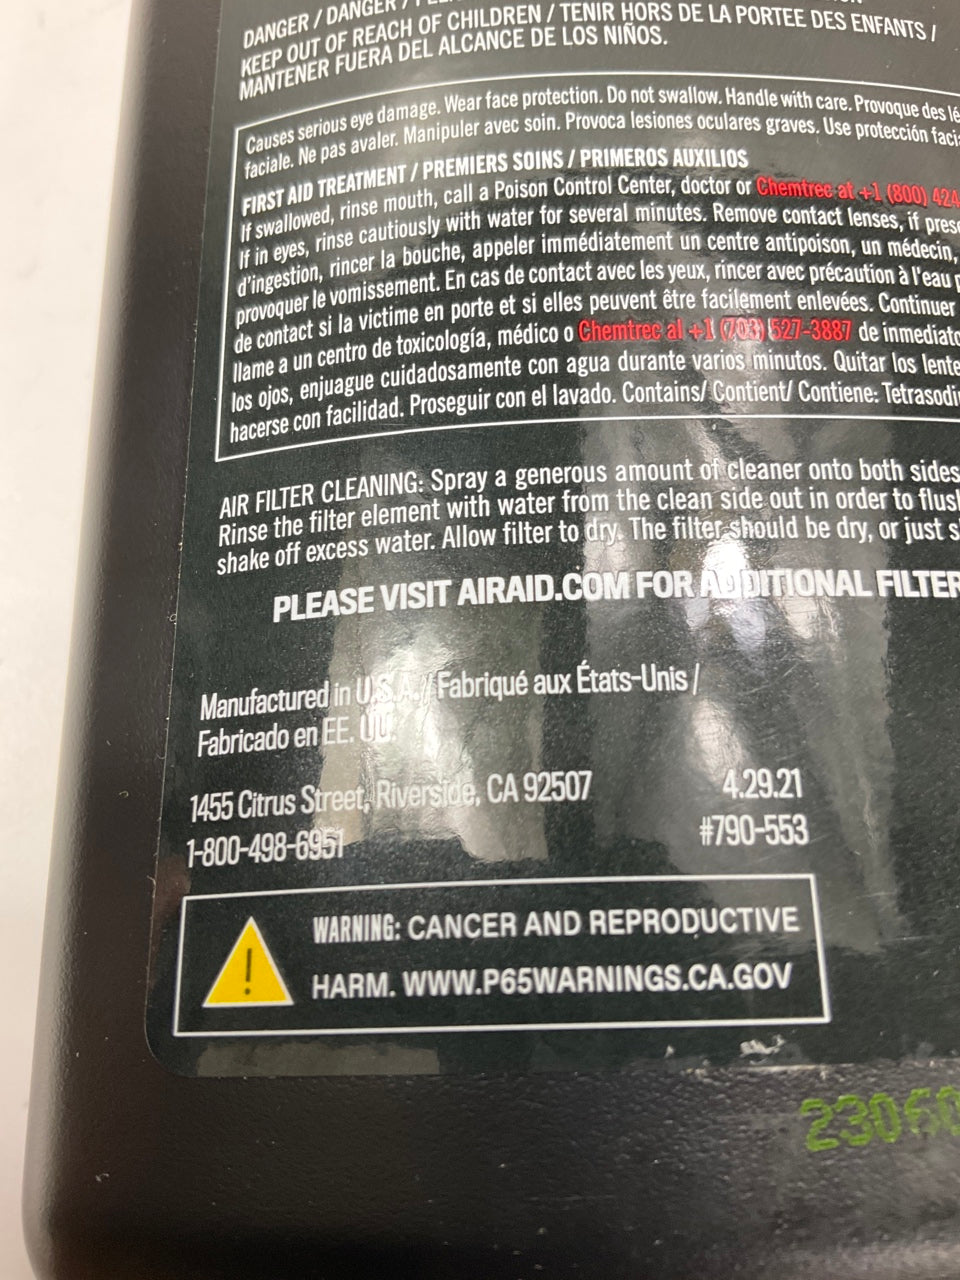 DANGER / DANGER /
KEEP OUT OF REACH OF CHILDREN / TENIR HORS DE LA PORTEE DES ENFANTS /
MANTENER FUERA DEL ALCANCE DE LOS NIÑOS.
Causes serious eye damage. Wear face protection. Do not swallow. Handle with care. Provoque des lé
faciale. Ne pas avaler. Manipuler avec soin. Provoca lesiones oculares graves. Use protección facia
FIRST AID TREATMENT / PREMIERS SOINS / PRIMEROS AUXILIOS
If swallowed, rinse mouth, call a Poison Control Center, doctor or Chemtrec at +1 (800) 424
If in eyes, rinse cautiously with water for several minutes. Remove contact lenses, if prese
d'ingestion, rincer la bouche, appeler immédiatement un centre antipoison, un médecin,
provoquer le vomissement. En cas de contact avec les yeux, rincer avec précaution à l'eau p
de contact si la victime en porte et si elles peuvent être facilement enlevées. Continuer
llame a un centro de toxicología, médico o Chemtrec al +1 (703) 527-3887 de inmediato
los ojos, enjuague cuidadosamente con agua durante varios minutos. Quitar los lente
hacerse con facilidad. Proseguir con el lavado. Contains/ Contient/ Contiene: Tetrasodi
AIR FILTER CLEANING: Spray a generous amount of cleaner onto both sides
Rinse the filter element with water from the clean side out in order to flush
shake off excess water. Allow filter to dry. The filter should be dry, or just s
PLEASE VISIT AIRAID.COM FOR ADDITIONAL FILTER
Manufactured in U.S.A. / Fabriqué aux États-Unis /
Fabricado en EE. UU.
1455 Citrus Street, Riverside, CA 92507 4.29.21
1-800-498-6951 #790-553
WARNING: CANCER AND REPRODUCTIVE
HARM. WWW.P65WARNINGS.CA.GOV
23060